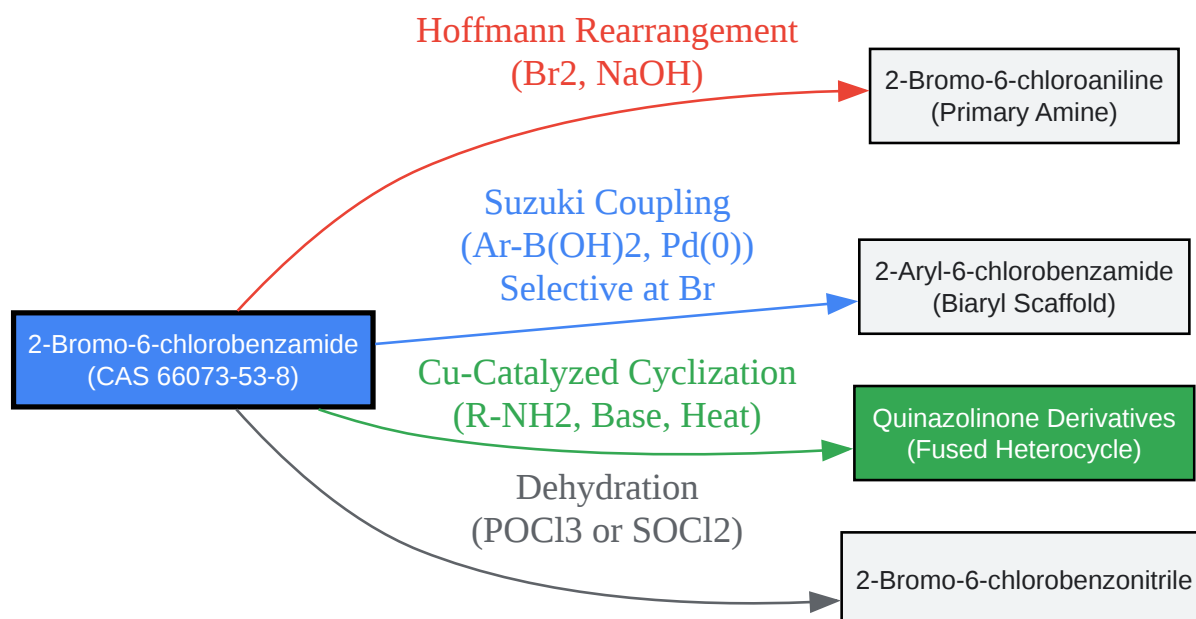 Hoffmann Rearrangement
(Br2, NaOH)
2-Bromo-6-chloroaniline
(Primary Amine)
Suzuki Coupling
(Ar-B(OH)2, Pd(0))
Selective at Br
2-Aryl-6-chlorobenzamide
(Biaryl Scaffold)
2-Bromo-6-chlorobenzamide
(CAS 66073-53-8)
Cu-Catalyzed Cyclization
(R-NH2, Base, Heat)
Quinazolinone Derivatives
(Fused Heterocycle)
Dehydration
(POCl3 or SOCl2)
2-Bromo-6-chlorobenzonitrile